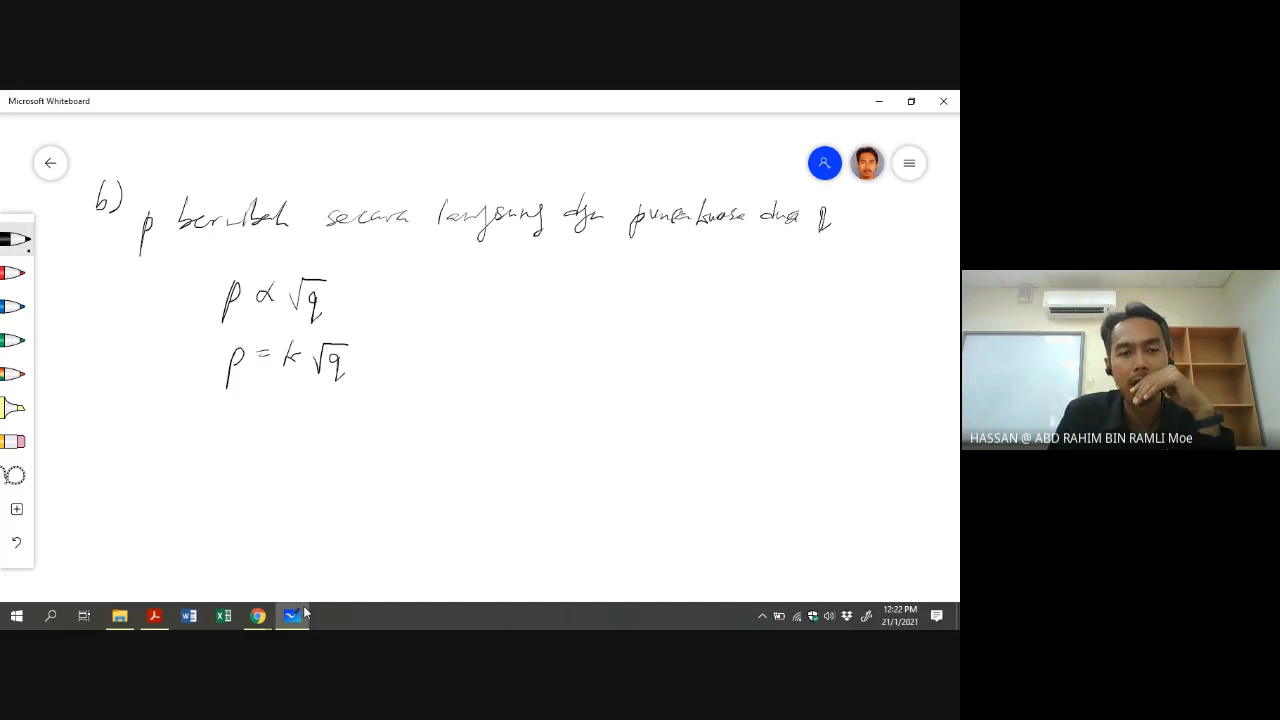 Microsoft Whiteboard
b)
p berubah secara langsung dgn punca kuasa dua q
p ∝ √q
p = k √q
HASSAN @ ABD RAHIM BIN RAMLI Moe
12:22 PM
21/1/2021